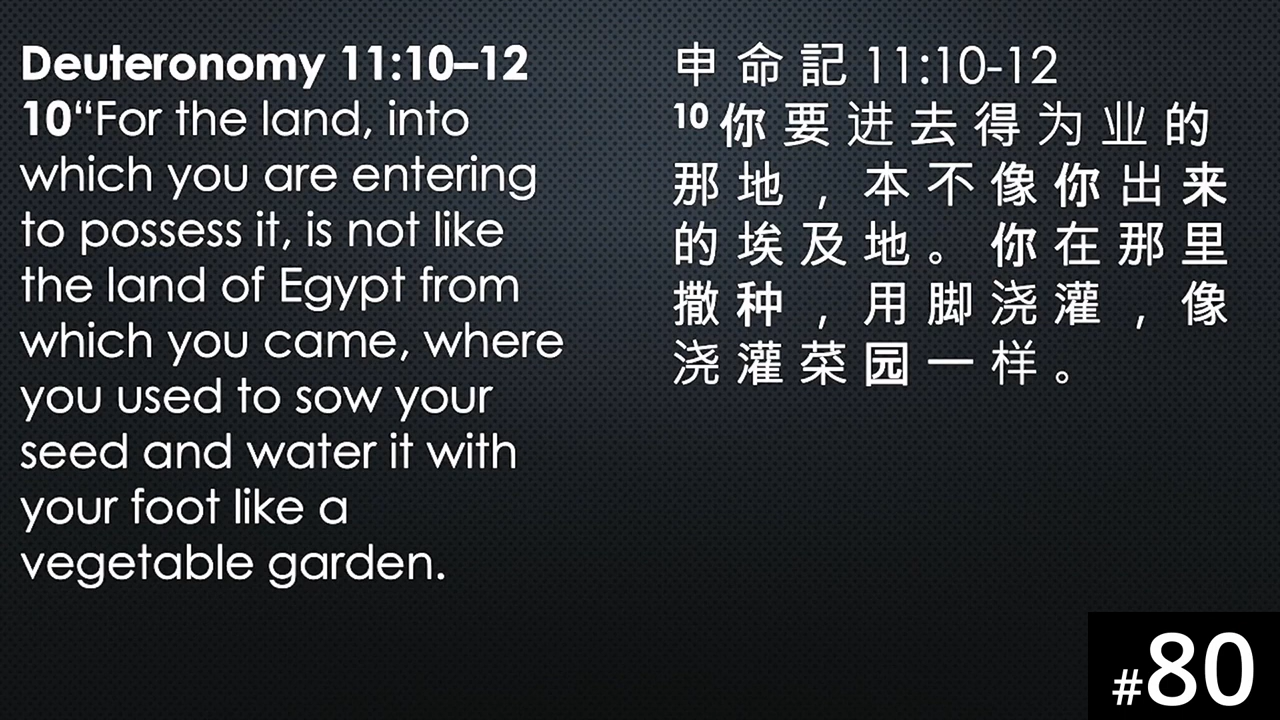 Deuteronomy 11:10–12
10“For the land, into
which you are entering
to possess it, is not like
the land of Egypt from
which you came, where
you used to sow your
seed and water it with
your foot like a
vegetable garden.
申命記 11:10-12
10 你要进去得为业的
那地，本不像你出来
的埃及地。你在那里
撒种，用脚浇灌，像
浇灌菜园一样。
#80